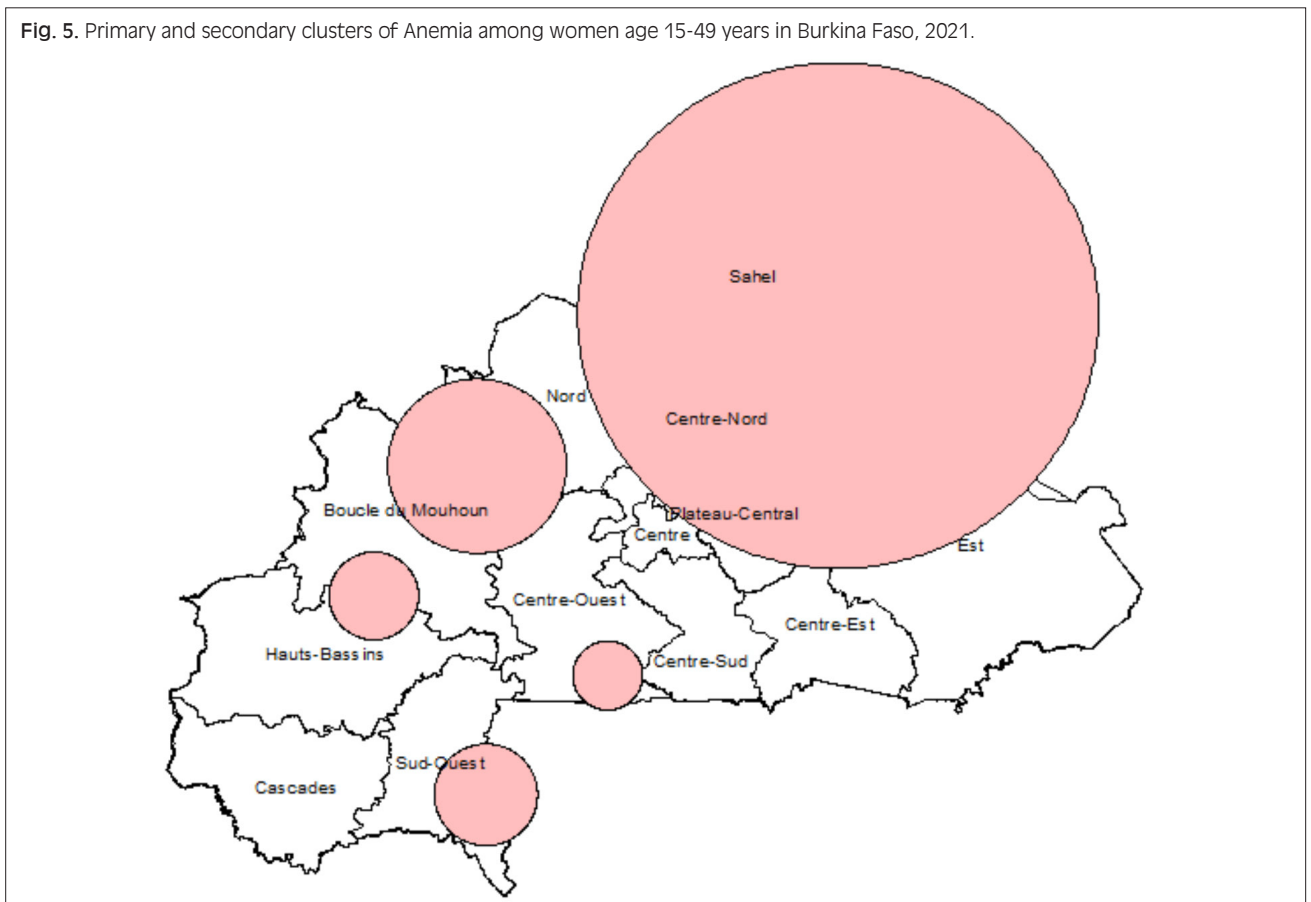 Fig. 5. Primary and secondary clusters of Anemia among women age 15-49 years in Burkina Faso, 2021.
Sahel
Nord
Centre-Nord
Boucle du Mouhoun
Plateau-Central
Centre
Est
Centre-Ouest
Centre-Est
Hauts-Bassins
Centre-Sud
Sud-Ouest
Cascades